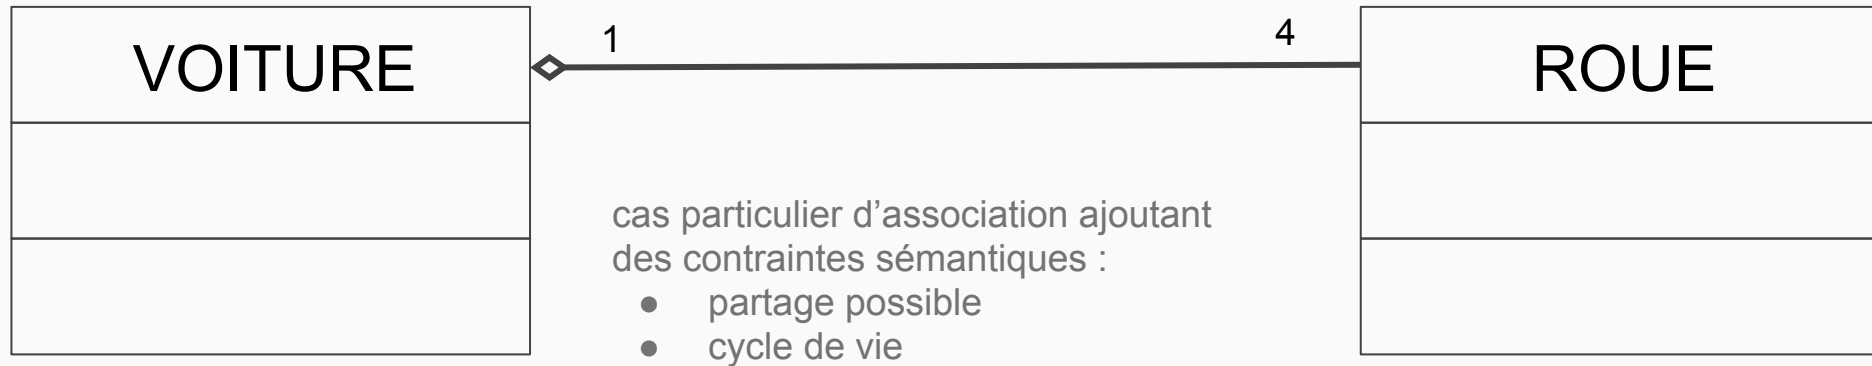 VOITURE
1
4
ROUE
cas particulier d’association ajoutant
des contraintes sémantiques :
● partage possible
● cycle de vie